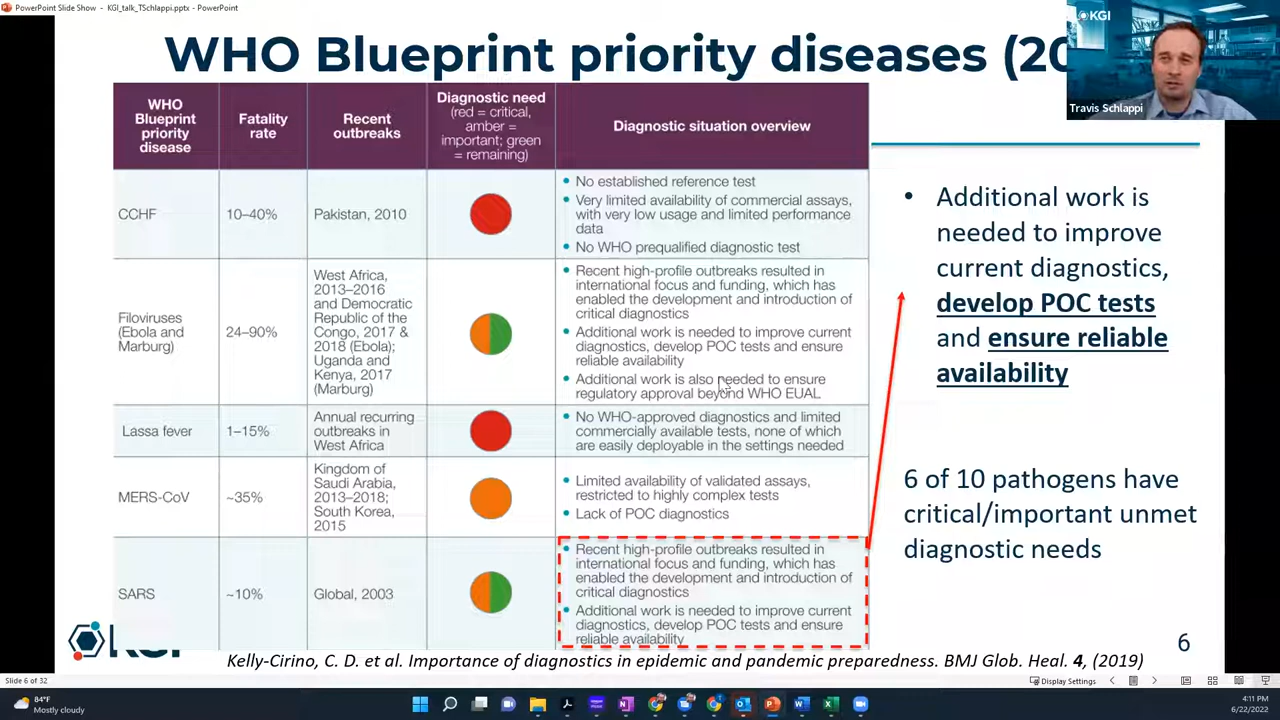 PowerPoint Slide Show - KGI_talk_TSchlappi.pptx - PowerPoint
WHO Blueprint priority diseases (20
KGI
Travis Schlappi
WHO
Blueprint
priority
disease
Fatality
rate
Recent
outbreaks
Diagnostic need
(red = critical,
amber =
important; green
= remaining)
Diagnostic situation overview
CCHF
10–40%
Pakistan, 2010
• No established reference test
• Very limited availability of commercial assays,
with very low usage and limited performance
data
• No WHO prequalified diagnostic test
Filoviruses
(Ebola and
Marburg)
24–90%
West Africa,
2013–2016
and Democratic
Republic of the
Congo, 2017 &
2018 (Ebola);
Uganda and
Kenya, 2017
(Marburg)
• Recent high-profile outbreaks resulted in
international focus and funding, which has
enabled the development and introduction of
critical diagnostics
• Additional work is needed to improve current
diagnostics, develop POC tests and ensure
reliable availability
• Additional work is also needed to ensure
regulatory approval beyond WHO EUAL
Lassa fever
1–15%
Annual recurring
outbreaks in
West Africa
• No WHO-approved diagnostics and limited
commercially available tests, none of which
are easily deployable in the settings needed
MERS-CoV
~35%
Kingdom of
Saudi Arabia,
2013–2018;
South Korea,
2015
• Limited availability of validated assays,
restricted to highly complex tests
• Lack of POC diagnostics
SARS
~10%
Global, 2003
• Recent high-profile outbreaks resulted in
international focus and funding, which has
enabled the development and introduction of
critical diagnostics
• Additional work is needed to improve current
diagnostics, develop POC tests and ensure
reliable availability
• Additional work is
needed to improve
current diagnostics,
develop POC tests
and ensure reliable
availability
6 of 10 pathogens have
critical/important unmet
diagnostic needs
KGI
6
Kelly-Cirino, C. D. et al. Importance of diagnostics in epidemic and pandemic preparedness. BMJ Glob. Heal. 4, (2019)
Slide 6 of 32
Display Settings
84°F
Mostly cloudy
4:11 PM
6/22/2022